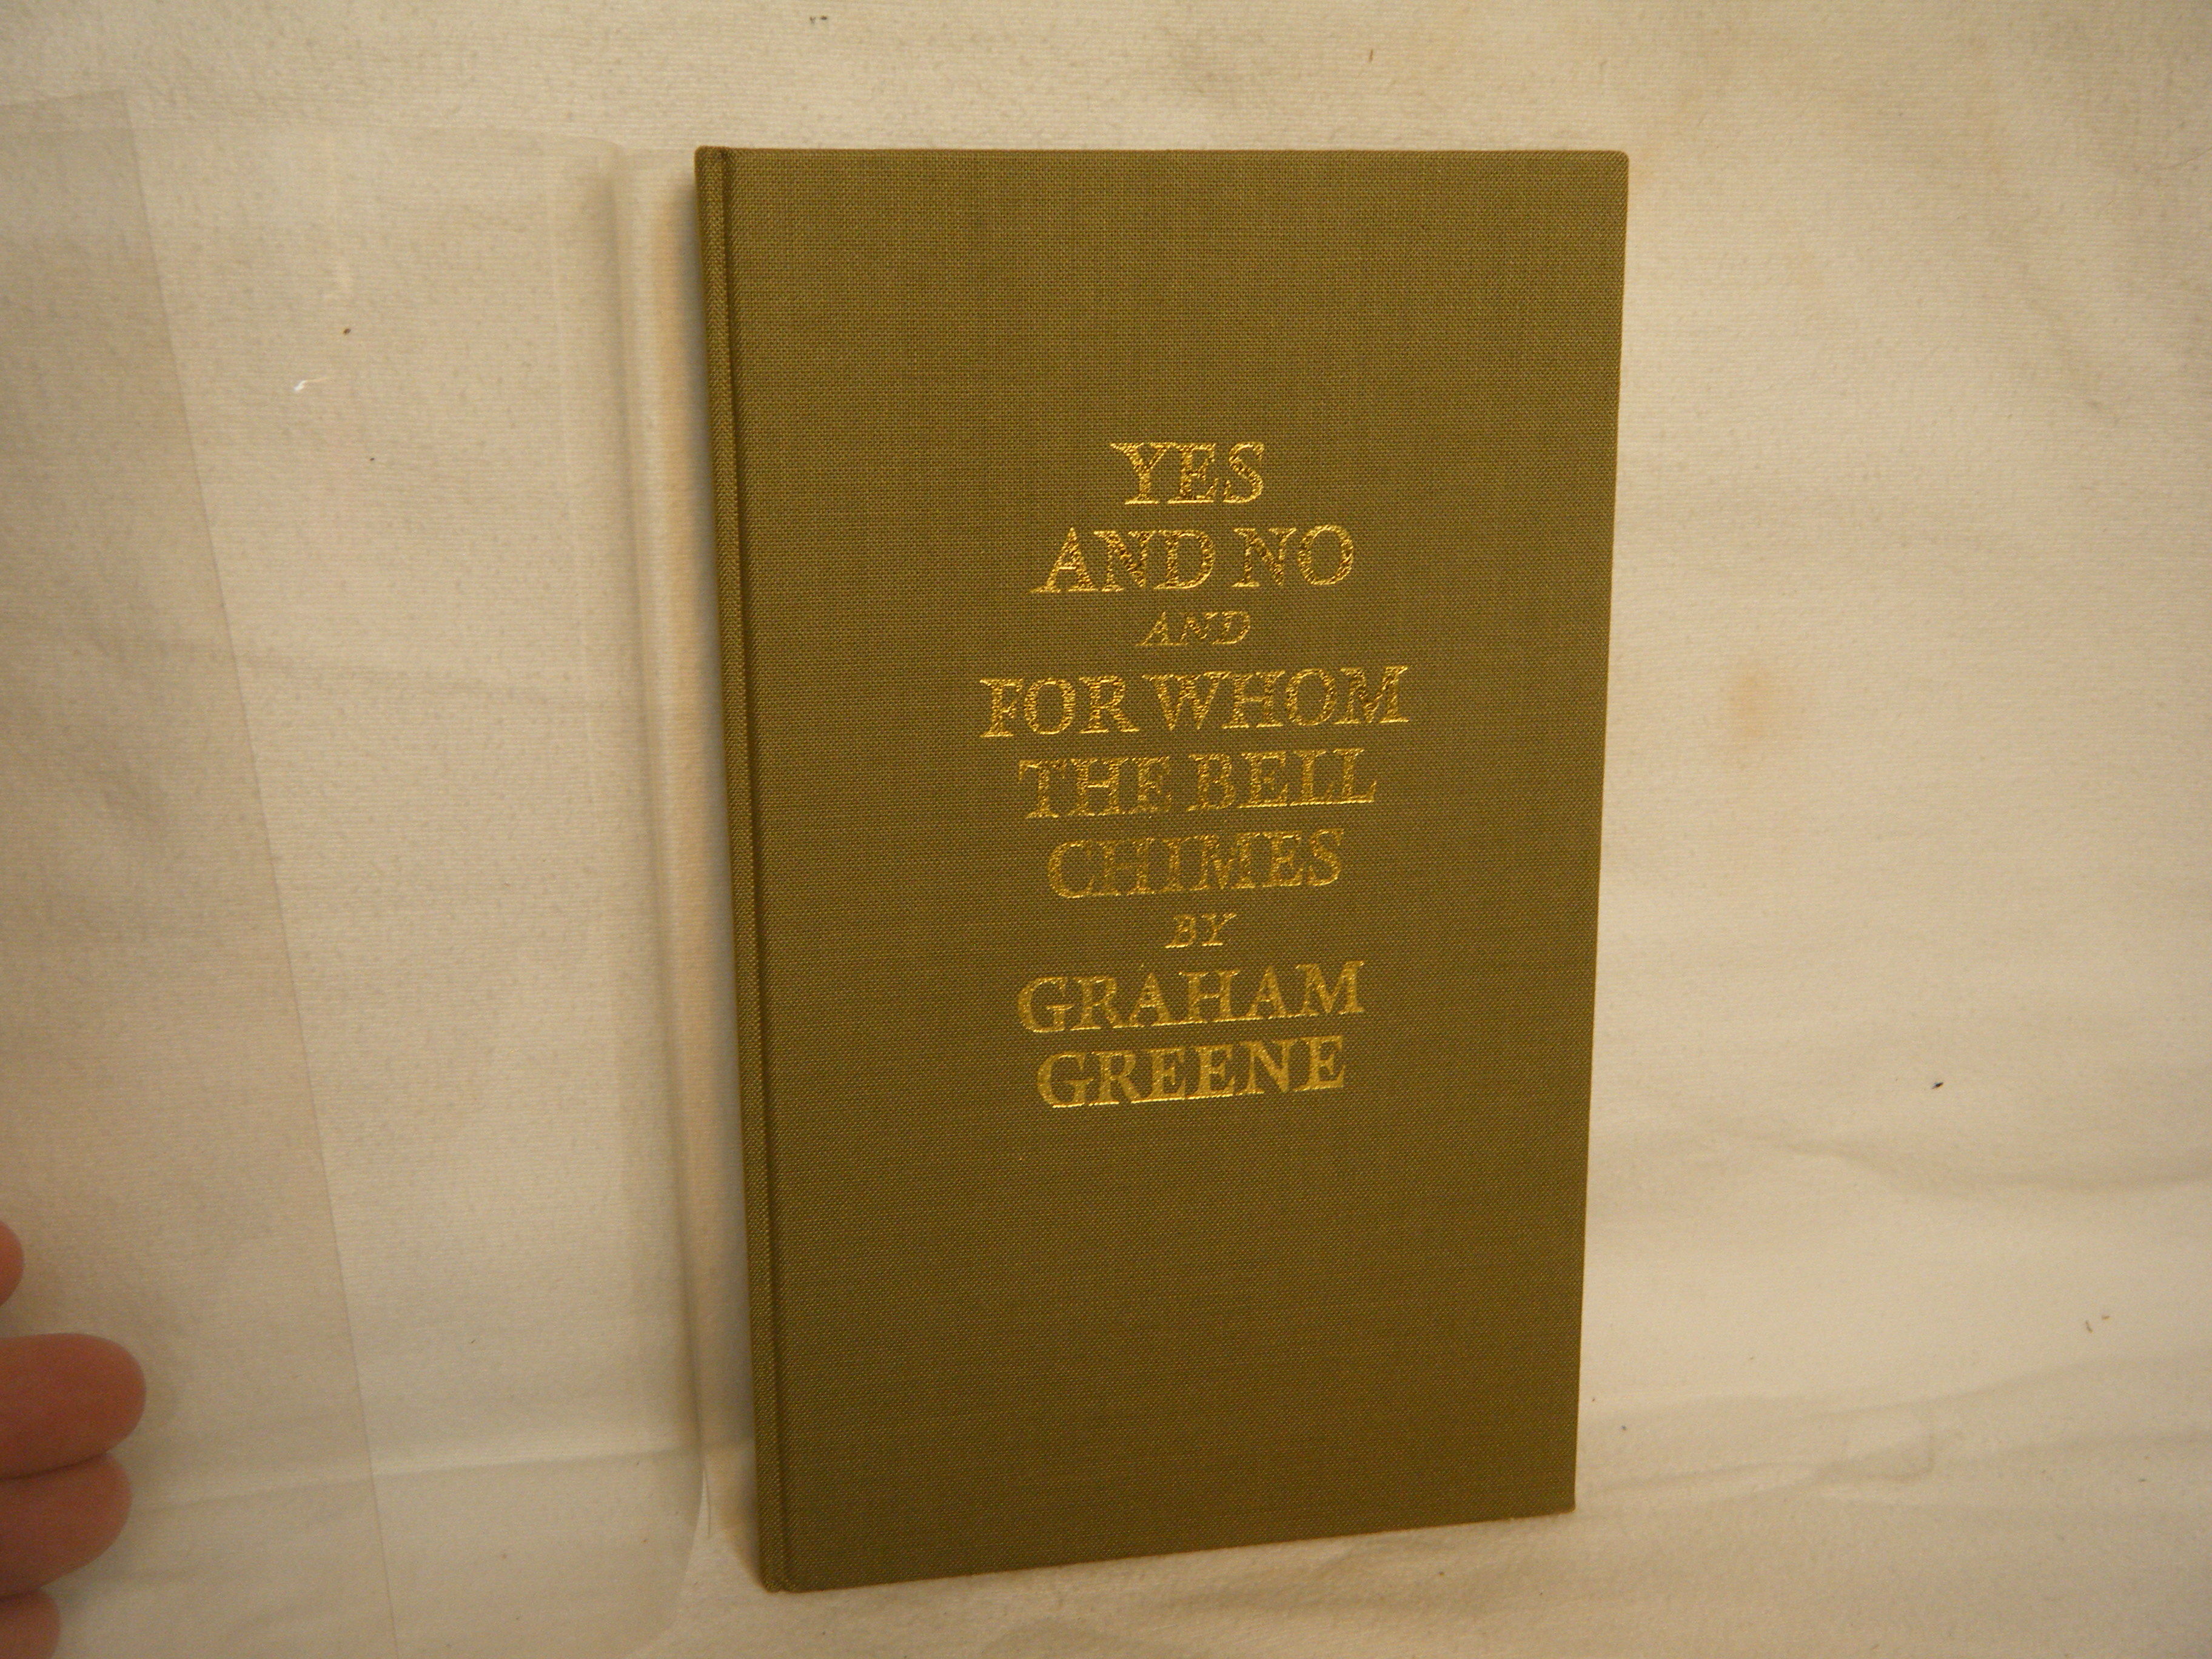 YES
AND NO
AND
FOR WHOM
THE BELL
CHIMES
BY
GRAHAM
GREENE